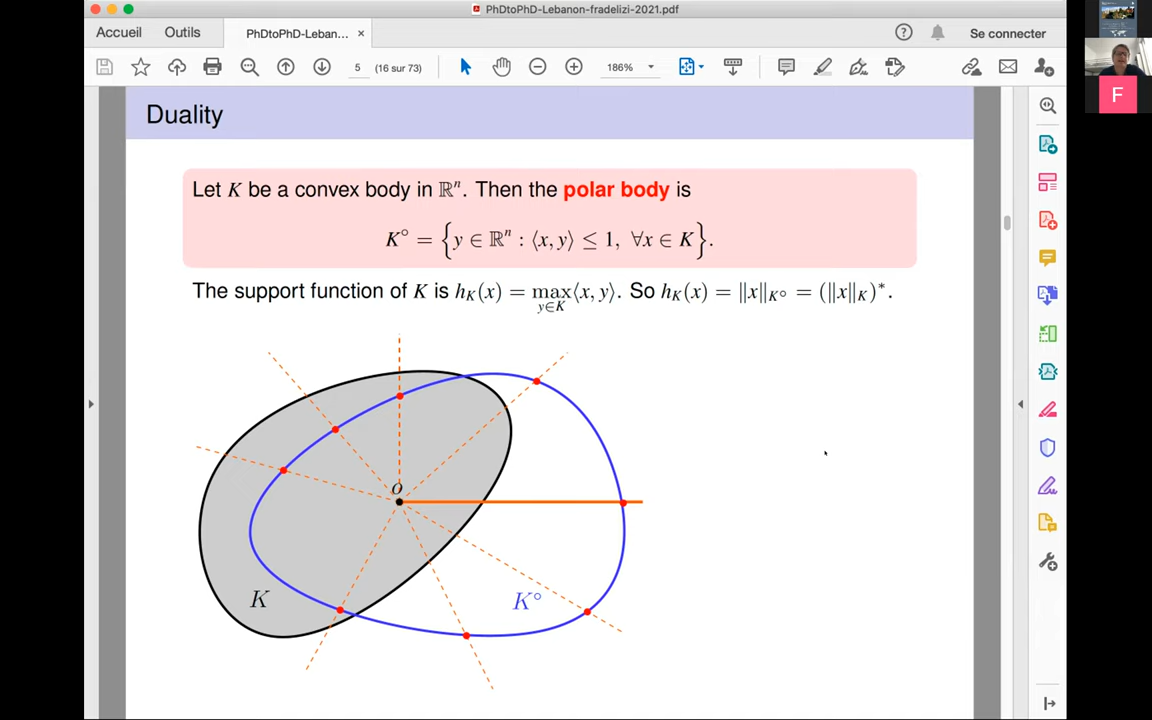 PhDtoPhD-Lebanon-fradelizi-2021.pdf
Accueil Outils PhDtoPhD-Leban... × Se connecter
5 (16 sur 73) 186%
F
Duality
Let K be a convex body in ℝⁿ. Then the polar body is
K° = {y ∈ ℝⁿ : ⟨x, y⟩ ≤ 1, ∀x ∈ K}.
The support function of K is h_K(x) = max_{y∈K}⟨x, y⟩. So h_K(x) = ‖x‖_{K°} = (‖x‖_K)*.
o
K
K°